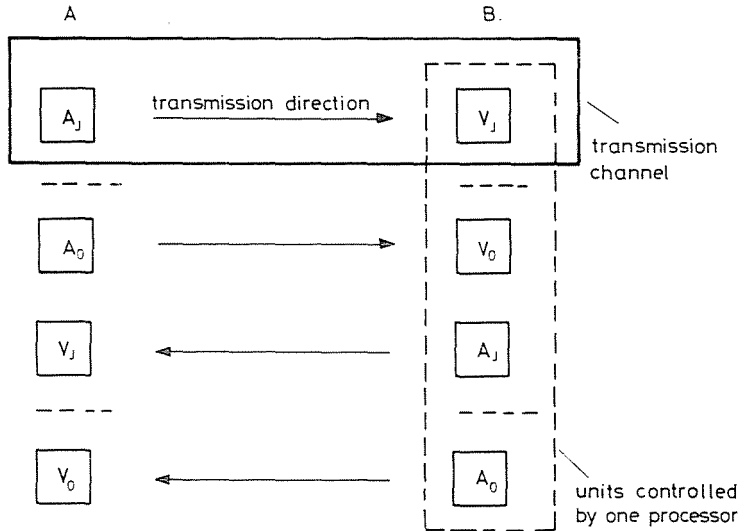 A B.
A_J transmission direction V_J
transmission
channel
A_0 V_0
V_J A_J
V_0 A_0
units controlled
by one processor